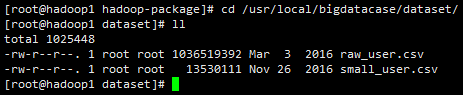 [root@hadoop1 hadoop-package]# cd /usr/local/bigdatacase/dataset/
[root@hadoop1 dataset]# ll
total 1025448
-rw-r--r--. 1 root root 1036519392 Mar  3  2016 raw_user.csv
-rw-r--r--. 1 root root   13530111 Nov 26  2016 small_user.csv
[root@hadoop1 dataset]#